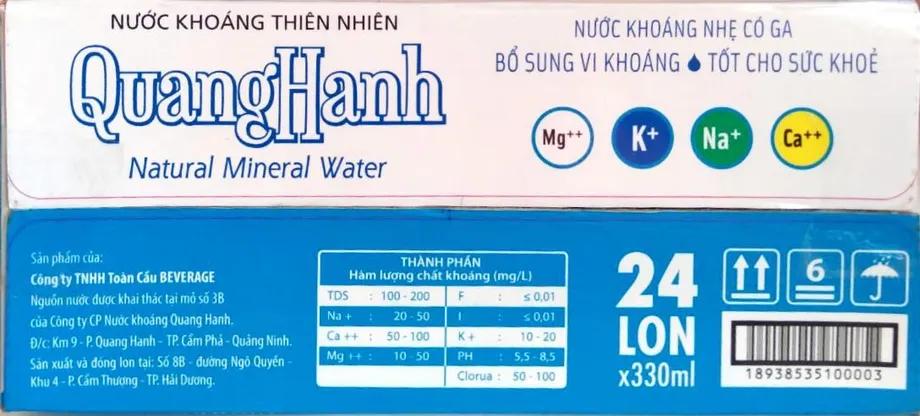 NƯỚC KHOÁNG THIÊN NHIÊN
QuangHanh
Natural Mineral Water
NƯỚC KHOÁNG NHẸ CÓ GA
BỔ SUNG VI KHOÁNG TỐT CHO SỨC KHOẺ
Mg++ K+ Na+ Ca++
Sản phẩm của:
Công ty TNHH Toàn Cầu BEVERAGE
Nguồn nước được khai thác tại mỏ số 3B
của Công ty CP Nước khoáng Quang Hanh.
Đ/c: Km 9 - P. Quang Hanh - TP. Cẩm Phả - Quảng Ninh.
Sản xuất và đóng lon tại: Số 8B - đường Ngô Quyền -
Khu 4 - P. Cẩm Thượng - TP. Hải Dương.
THÀNH PHẦN
Hàm lượng chất khoáng (mg/L)
TDS : 100 - 200 F : ≤ 0,01
Na + : 20 - 50 I : ≤ 0,01
Ca ++ : 50 - 100 K + : 10 - 20
Mg ++ : 10 - 50 PH : 5,5 - 8,5
Clorua : 50 - 100
24
LON
x330ml
6
18938535100003